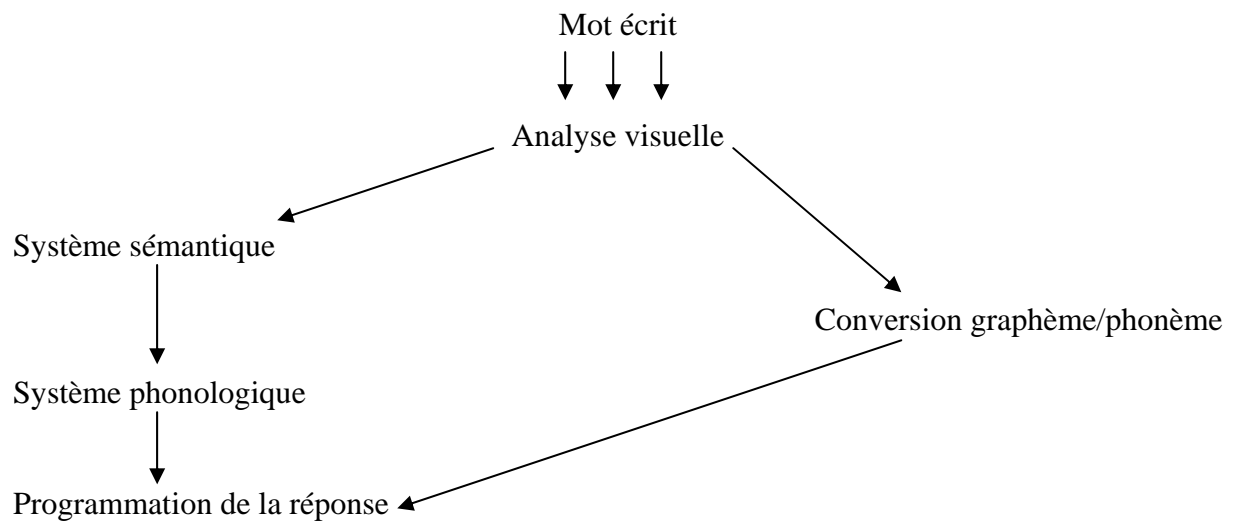 Mot écrit
Analyse visuelle
Système sémantique
Conversion graphème/phonème
Système phonologique
Programmation de la réponse